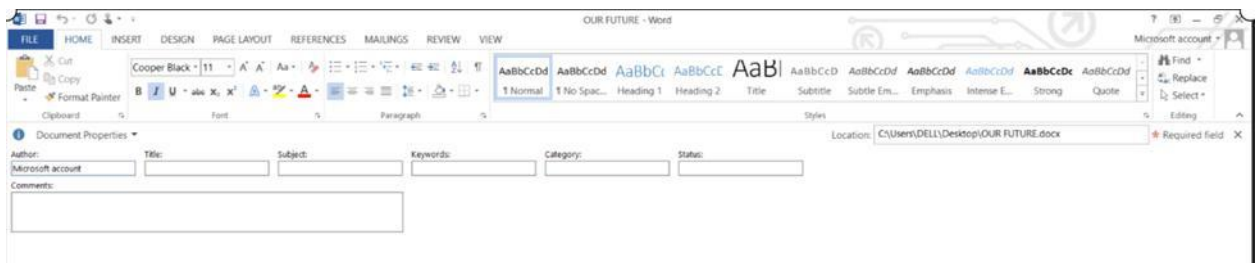 OUR FUTURE - Word
FILE HOME INSERT DESIGN PAGE LAYOUT REFERENCES MAILINGS REVIEW VIEW Microsoft account
Cut
Copy
Paste
Format Painter
Clipboard
Cooper Black 11
Font
Paragraph
AaBbCcDd AaBbCcDd AaBbCc AaBbCcC AaBl AaBbCcD AaBbCcDd AaBbCcDd AaBbCcDd AaBbCcDc AaBbCcDd
¶ Normal ¶ No Spac... Heading 1 Heading 2 Title Subtitle Subtle Em... Emphasis Intense E... Strong Quote
Styles
Find
Replace
Select
Editing
Document Properties Location: C:\Users\DELL\Desktop\OUR FUTURE.docx Required field
Author: Title: Subject: Keywords: Category: Status:
Microsoft account
Comments: